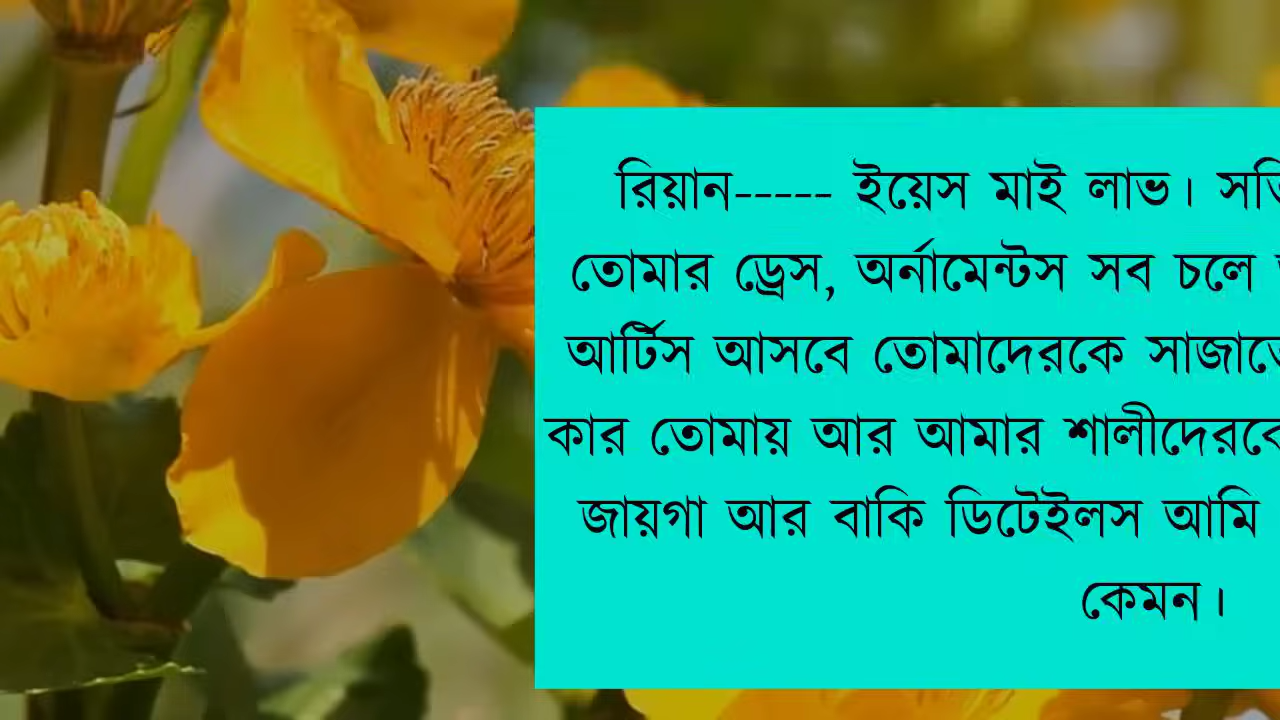 রিয়ান----- ইয়েস মাই লাভ।
তোমার ড্রেস, অর্নামেন্টস সব চলে
আর্টিস আসবে তোমাদেরকে
কার তোমায় আর আমার
জায়গা আর বাকি ডিটেইলস আমি
কেমন।